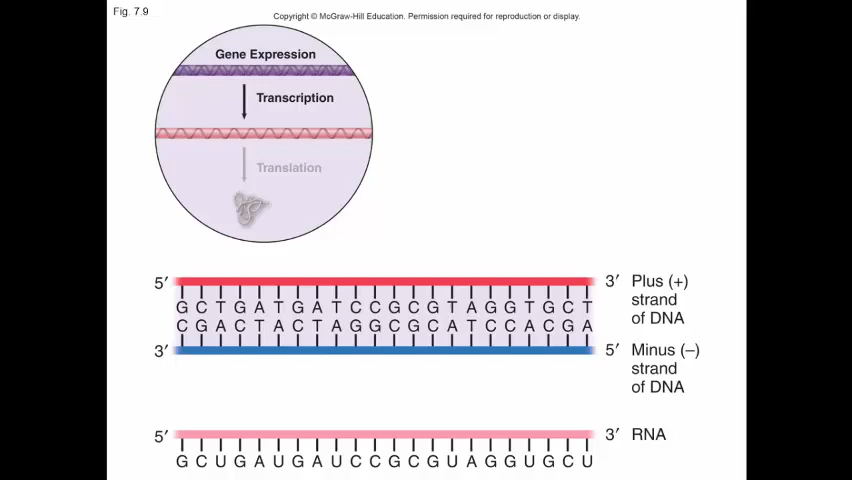 Fig. 7.9
Copyright © McGraw-Hill Education. Permission required for reproduction or display.
Gene Expression
Transcription
Translation
5′ 3′ Plus (+)
strand
of DNA
G C T G A T G A T C C G C G T A G G T G C T
C G A C T A C T A G G C G C A T C C A C G A
3′ 5′ Minus (–)
strand
of DNA
5′ 3′ RNA
G C U G A U G A U C C G C G U A G G U G C U